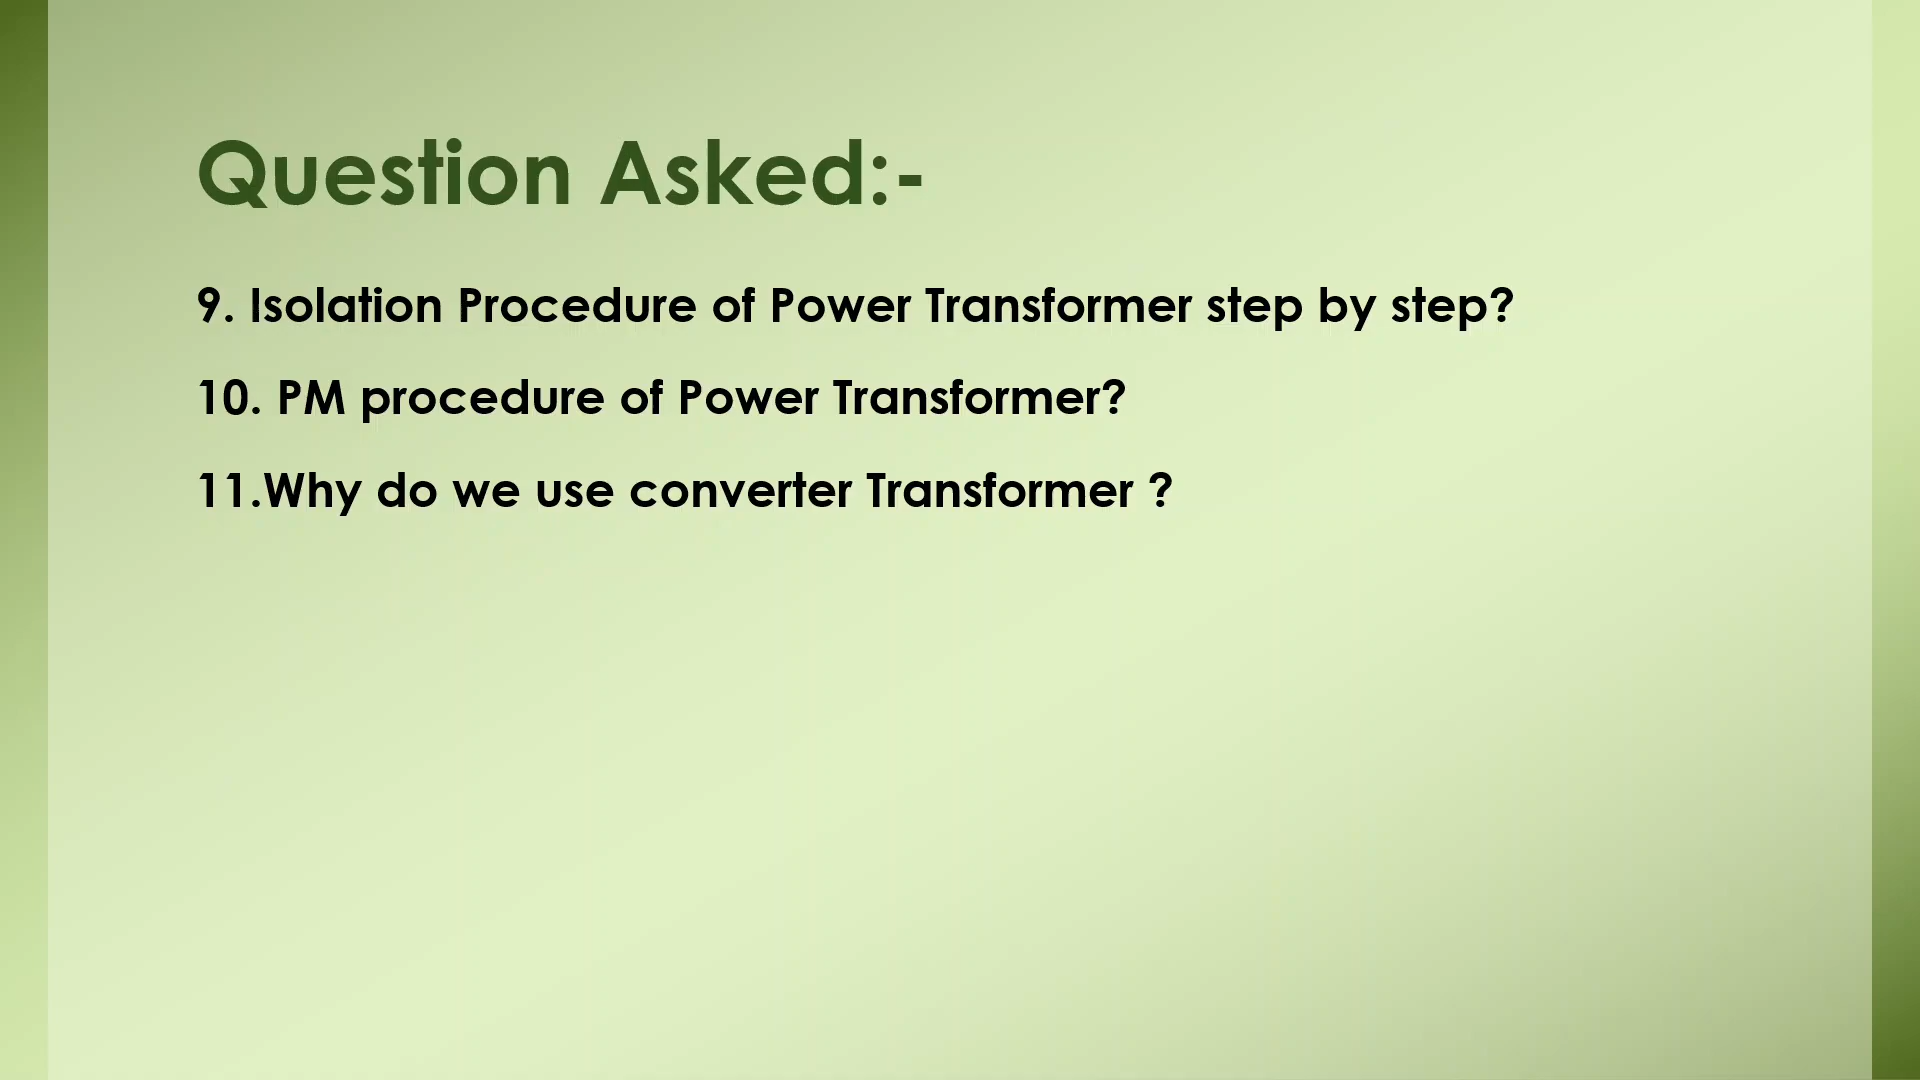 Question Asked:-
9. Isolation Procedure of Power Transformer step by step?
10. PM procedure of Power Transformer?
11.Why do we use converter Transformer ?